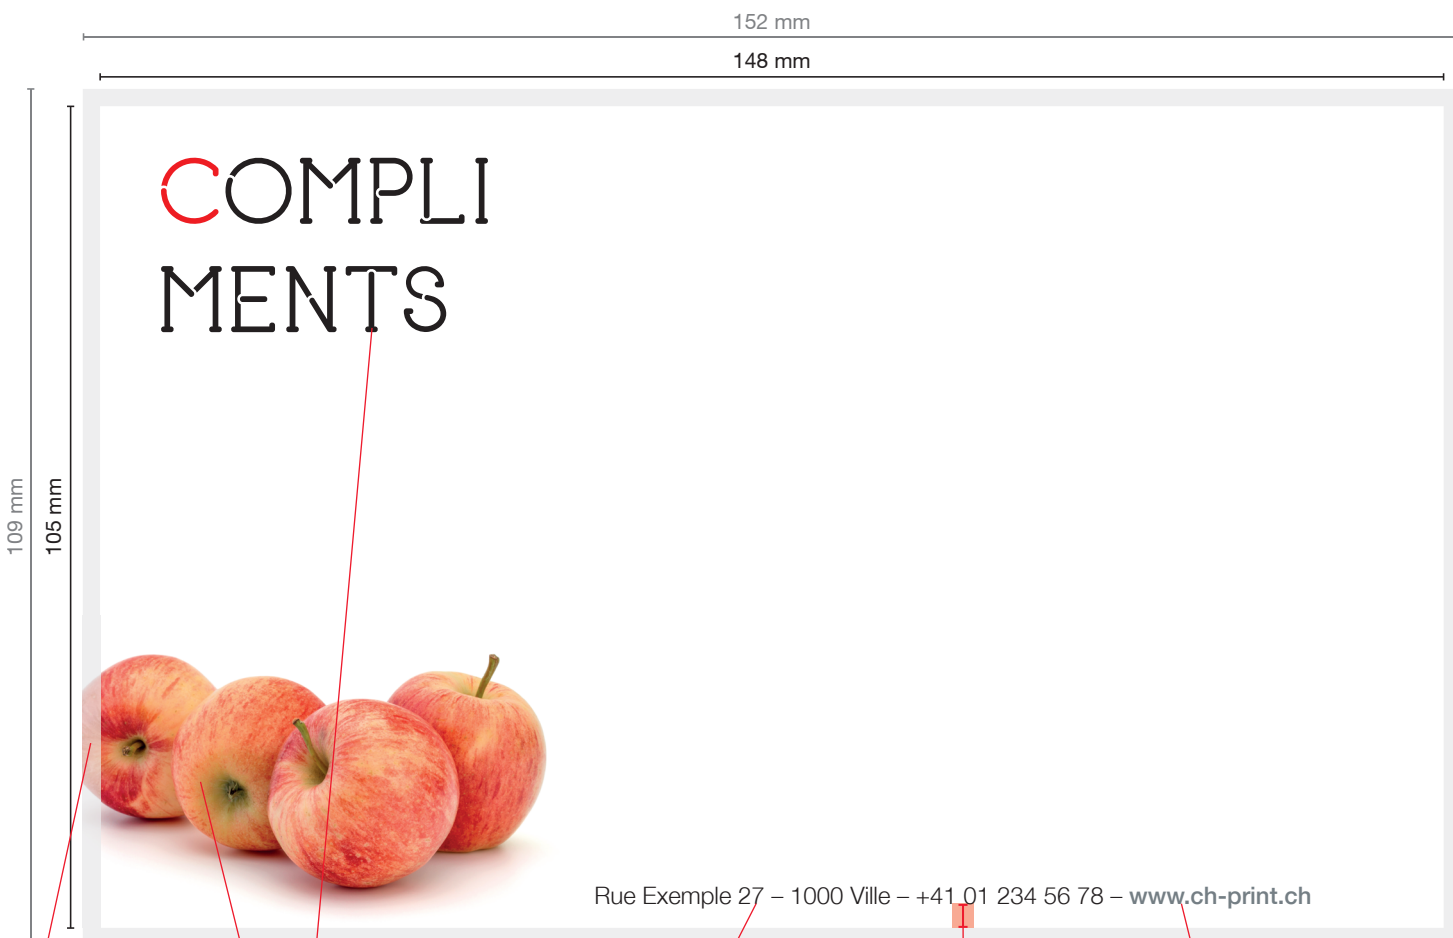 152 mm
148 mm
109 mm
105 mm
COMPLI
MENTS
Rue Exemple 27 – 1000 Ville – +41 01 234 56 78 – www.ch-print.ch